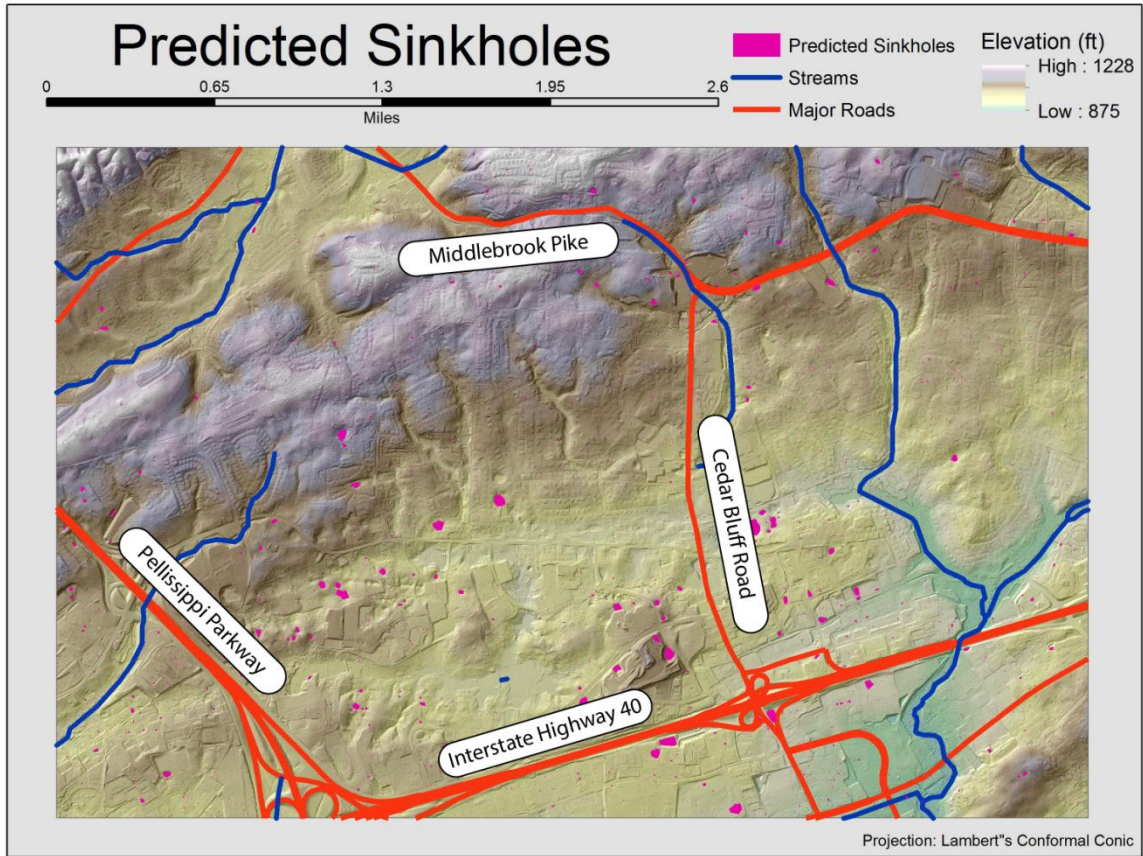 Predicted Sinkholes
0 0.65 1.3 1.95 2.6
Miles
Predicted Sinkholes
Streams
Major Roads
Elevation (ft)
High : 1228
Low : 875
Middlebrook Pike
Cedar Bluff Road
Pellissippi Parkway
Interstate Highway 40
Projection: Lambert"s Conformal Conic